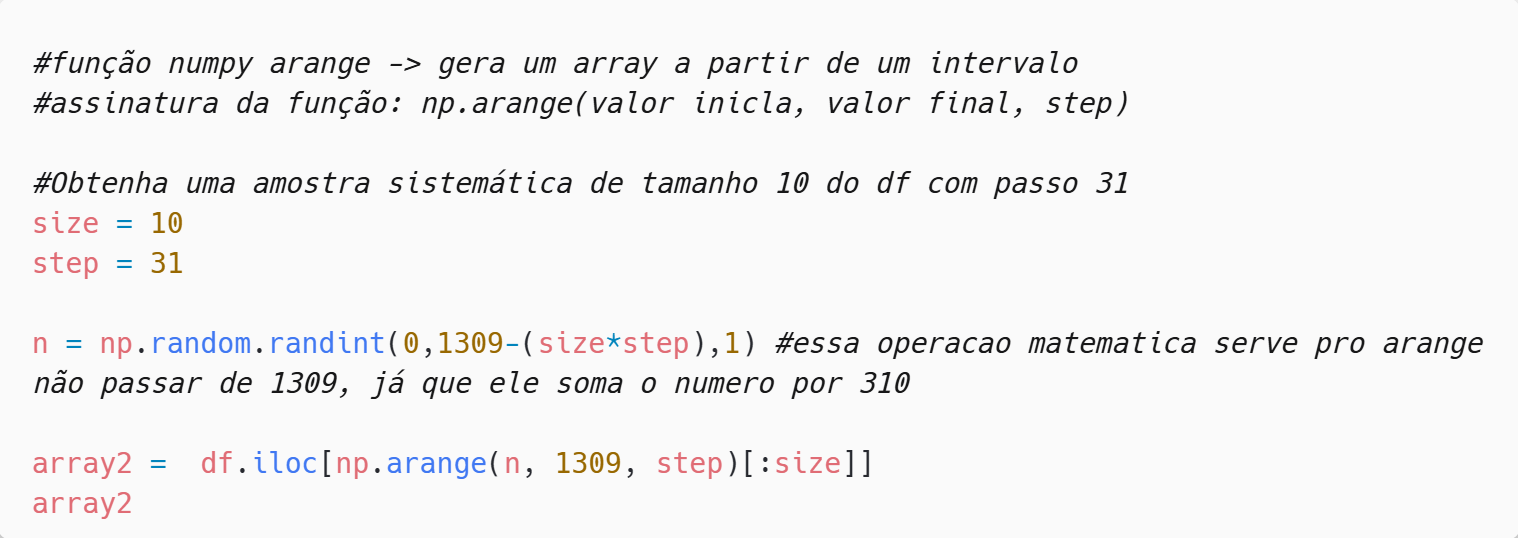 #função numpy arange -> gera um array a partir de um intervalo
#assinatura da função: np.arange(valor inicla, valor final, step)
#Obtenha uma amostra sistemática de tamanho 10 do df com passo 31
size = 10
step = 31
n = np.random.randint(0,1309-(size*step),1) #essa operacao matematica serve pro arange
não passar de 1309, já que ele soma o numero por 310
array2 =  df.iloc[np.arange(n, 1309, step)[:size]]
array2